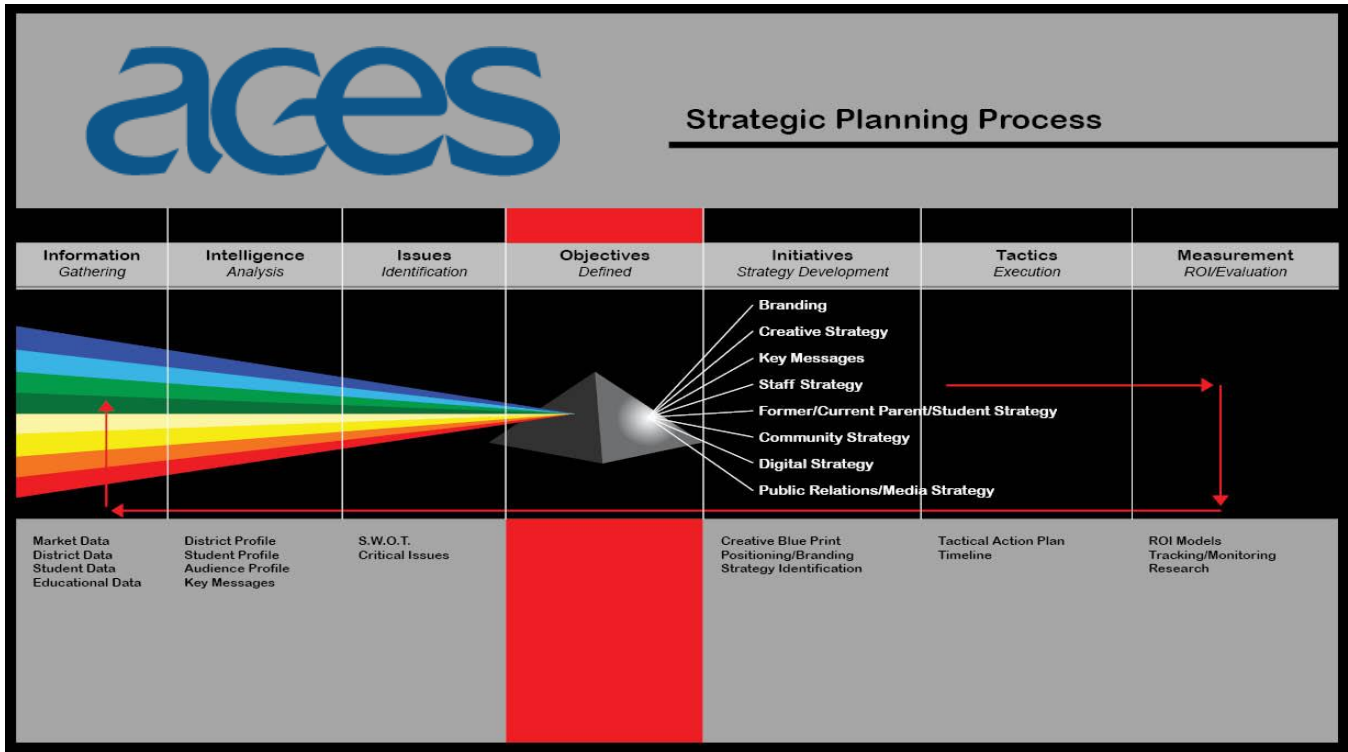 aces
Strategic Planning Process
Information
Gathering
Intelligence
Analysis
Issues
Identification
Objectives
Defined
Initiatives
Strategy Development
Tactics
Execution
Measurement
ROI/Evaluation
Branding
Creative Strategy
Key Messages
Staff Strategy
Former/Current Parent/Student Strategy
Community Strategy
Digital Strategy
Public Relations/Media Strategy
Market Data
District Data
Student Data
Educational Data
District Profile
Student Profile
Audience Profile
Key Messages
S.W.O.T.
Critical Issues
Creative Blue Print
Positioning/Branding
Strategy Identification
Tactical Action Plan
Timeline
ROI Models
Tracking/Monitoring
Research